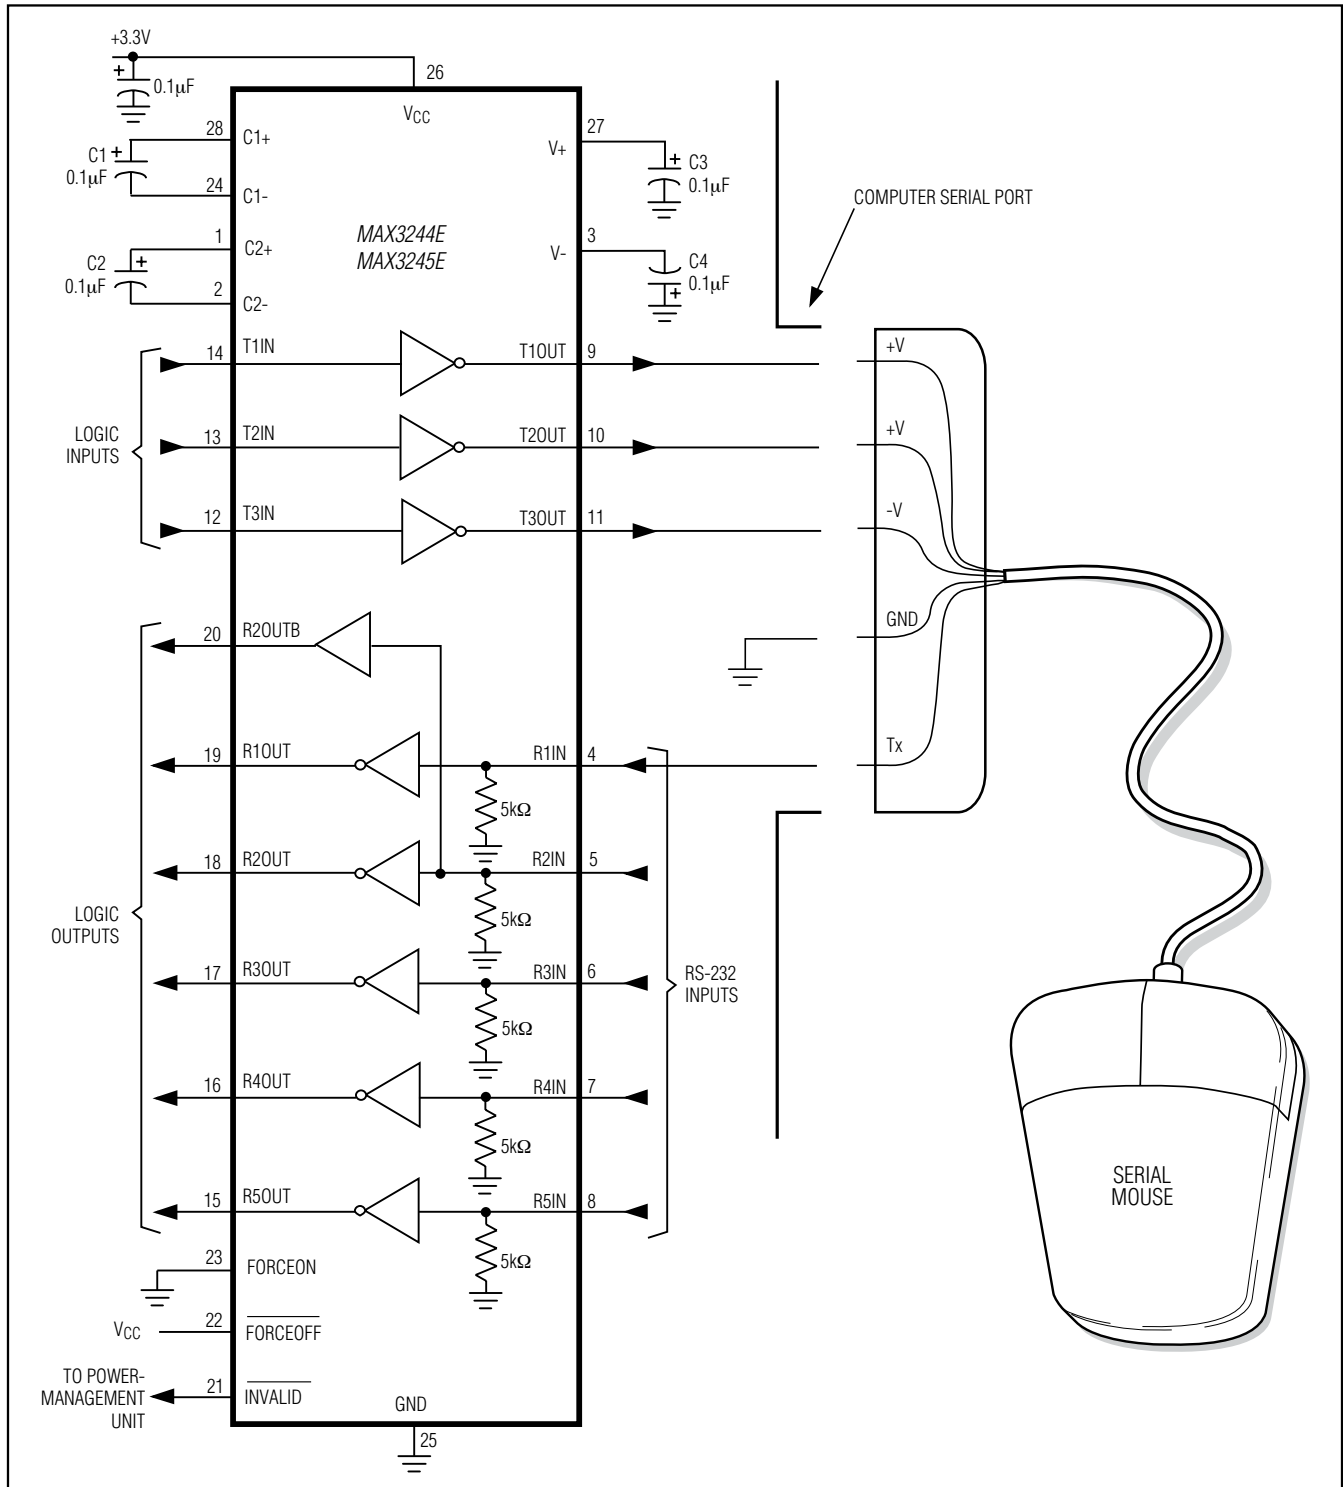 +3.3V
0.1µF
26
VCC
28
C1+
C1
0.1µF
24
C1-
27
V+
C3
0.1µF
COMPUTER SERIAL PORT
MAX3244E
MAX3245E
1
C2+
C2
0.1µF
2
C2-
3
V-
C4
0.1µF
LOGIC
INPUTS
14
T1IN
T1OUT
9
13
T2IN
T2OUT
10
12
T3IN
T3OUT
11
+V
+V
-V
GND
Tx
LOGIC
OUTPUTS
20
R2OUTB
19
R1OUT
R1IN
4
5kΩ
18
R2OUT
R2IN
5
5kΩ
17
R3OUT
R3IN
6
5kΩ
16
R4OUT
R4IN
7
5kΩ
15
R5OUT
R5IN
8
5kΩ
RS-232
INPUTS
SERIAL
MOUSE
23
FORCEON
VCC
22
FORCEOFF
TO POWER-
MANAGEMENT
UNIT
21
INVALID
GND
25